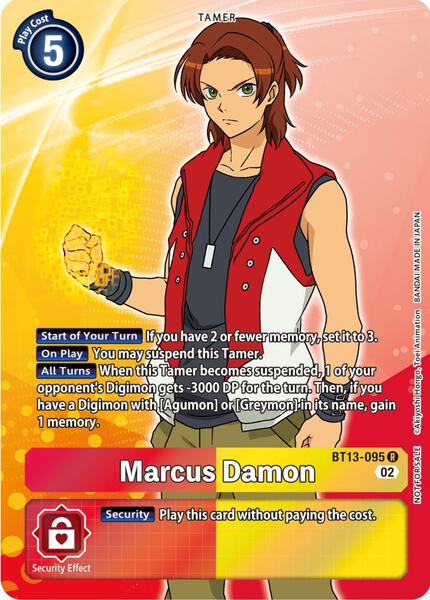 TAMER
Play Cost
5
Start of Your Turn If you have 2 or fewer memory, set it to 3.
On Play You may suspend this Tamer.
All Turns When this Tamer becomes suspended, 1 of your
opponent's Digimon gets -3000 DP for the turn. Then, if you
have a Digimon with [Agumon] or [Greymon] in its name, gain
1 memory.
BT13-095 R
02
Marcus Damon
Security Play this card without paying the cost.
Security Effect
NOT FOR SALE ©Akiyoshi Hongo, Toei Animation BANDAI MADE IN JAPAN